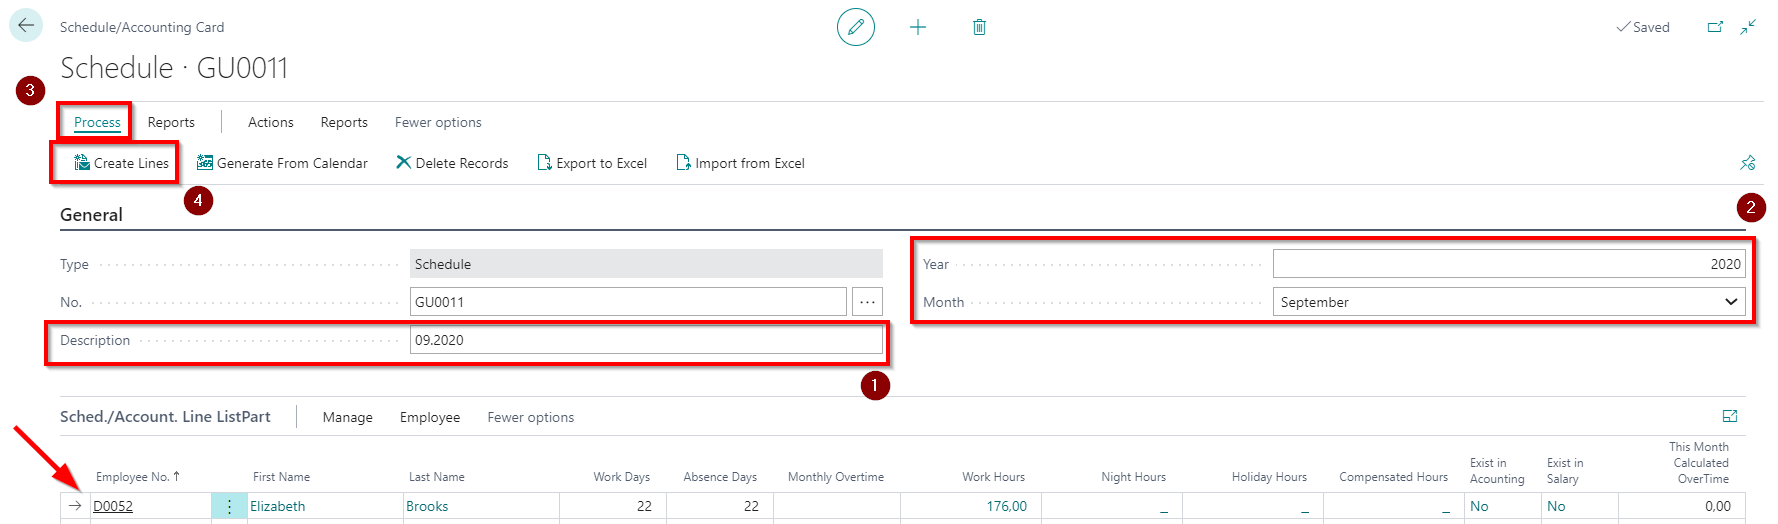 Schedule/Accounting Card
Saved
Schedule · GU0011
3
Process Reports Actions Reports Fewer options
Create Lines Generate From Calendar Delete Records Export to Excel Import from Excel
4
General
2
Type Schedule
Year 2020
No. GU0011 ...
Month September
Description 09.2020
1
Sched./Account. Line ListPart Manage Employee Fewer options
Employee No. ↑ First Name Last Name Work Days Absence Days Monthly Overtime Work Hours Night Hours Holiday Hours Compensated Hours Exist in Acounting Exist in Salary This Month Calculated OverTime
→ D0052 ⋮ Elizabeth Brooks 22 22 176,00 _ _ _ No No 0,00